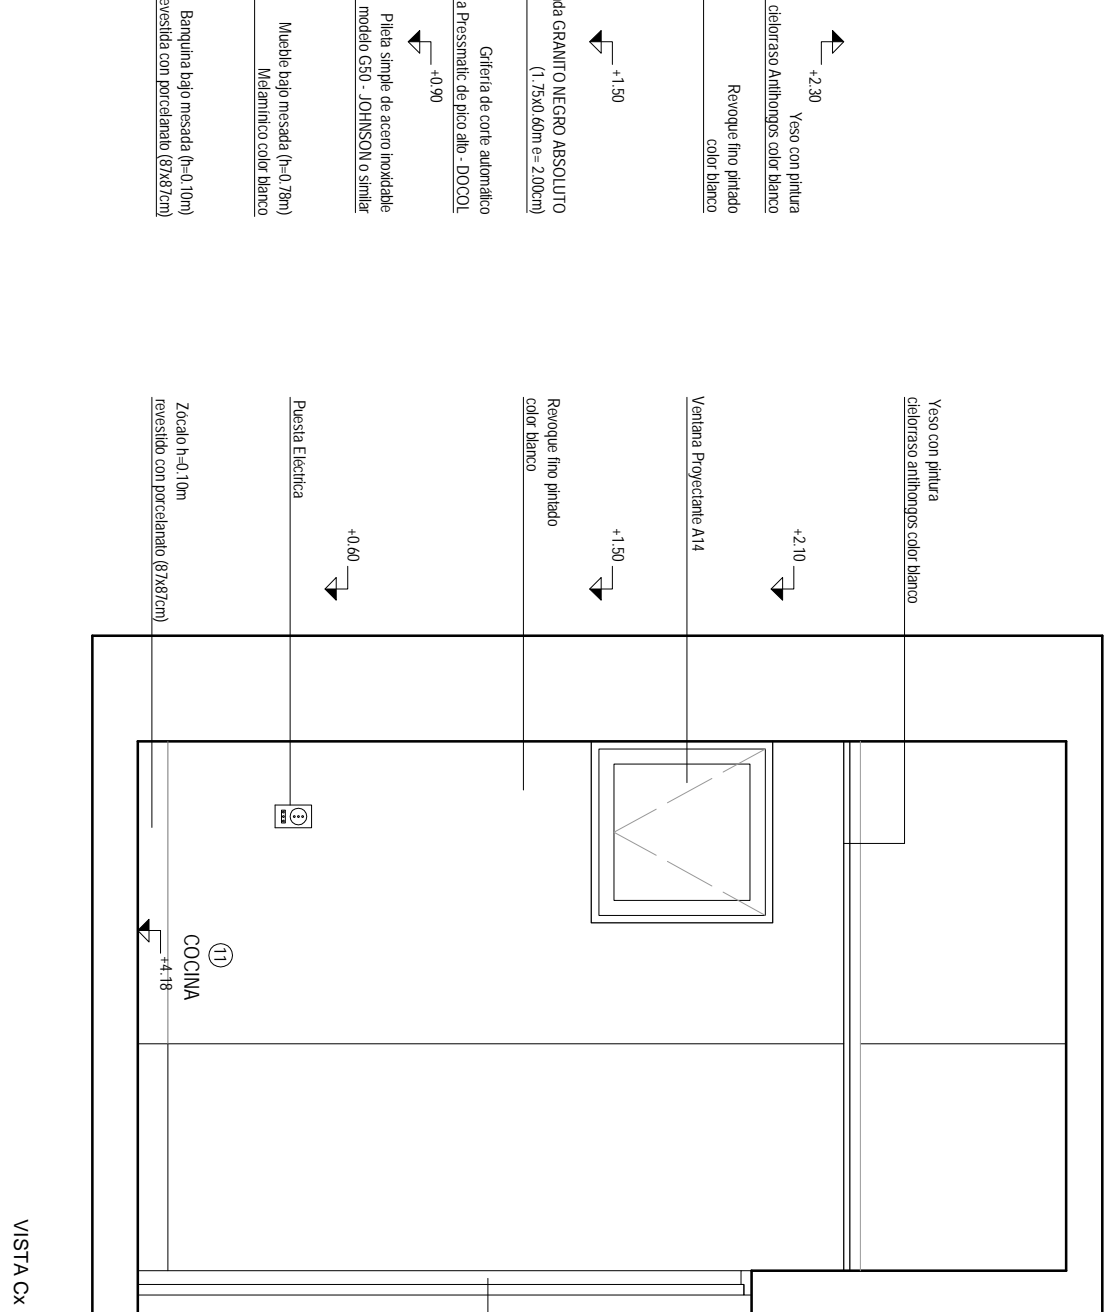 +2.30
Yeso con pintura
cielorraso Antihongos color blanco
Revoque fino pintado
color blanco
+1.50
GRANITO NEGRO ABSOLUTO
(1.75x0.60m e= 2.00cm)
Grifería de corte automático
Pressmatic de pico alto - DOCOL
+0.90
Pileta simple de acero inoxidable
modelo G50 - JOHNSON o similar
Mueble bajo mesada (h=0.78m)
Melamínico color blanco
Banquina bajo mesada (h=0.10m)
revestida con porcelanato (87x87cm)
Yeso con pintura
cielorraso antihongos color blanco
+2.10
Ventana Proyectante A14
+1.50
Revoque fino pintado
color blanco
+0.60
Puesta Eléctrica
Zócalo h=0.10m
revestido con porcelanato (87x87cm)
11
COCINA
+4.18
VISTA Cx